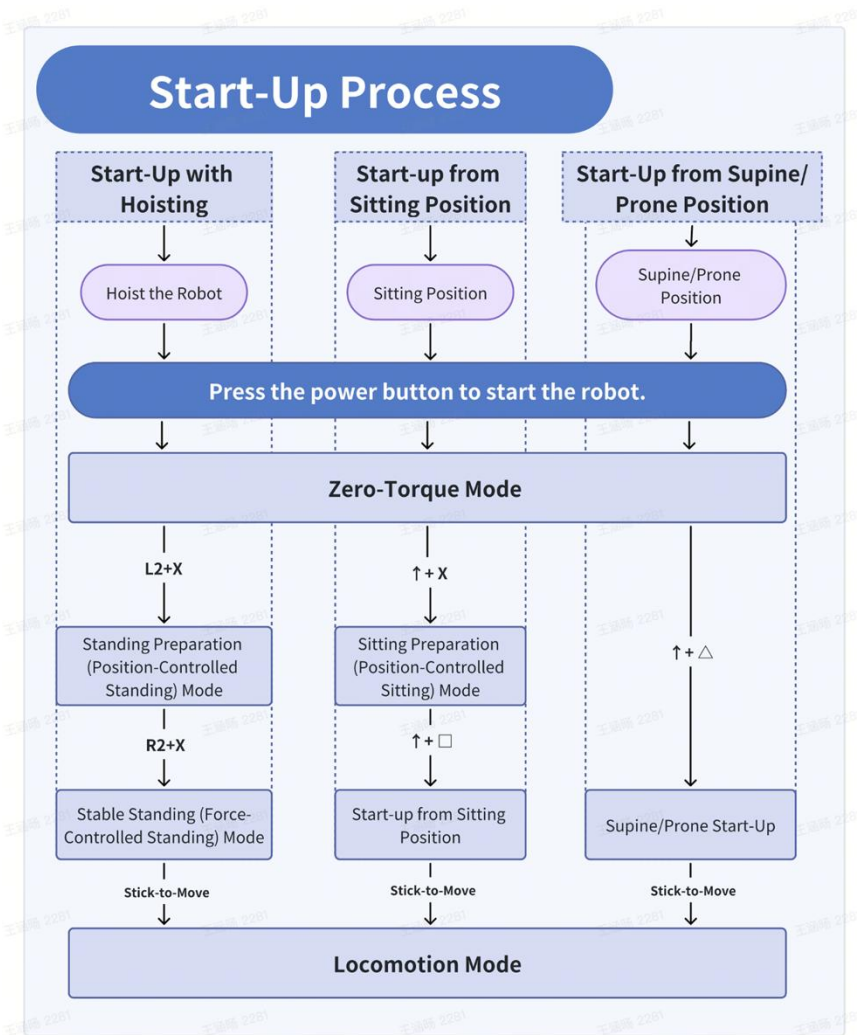 Start-Up Process
Start-Up with
Hoisting
Start-up from
Sitting Position
Start-Up from Supine/
Prone Position
Hoist the Robot
Sitting Position
Supine/Prone
Position
Press the power button to start the robot.
Zero-Torque Mode
L2+X
↑ + X
↑ + △
Standing Preparation
(Position-Controlled
Standing) Mode
Sitting Preparation
(Position-Controlled
Sitting) Mode
R2+X
↑ + □
Stable Standing (Force-
Controlled Standing) Mode
Start-up from Sitting
Position
Supine/Prone Start-Up
Stick-to-Move
Stick-to-Move
Stick-to-Move
Locomotion Mode